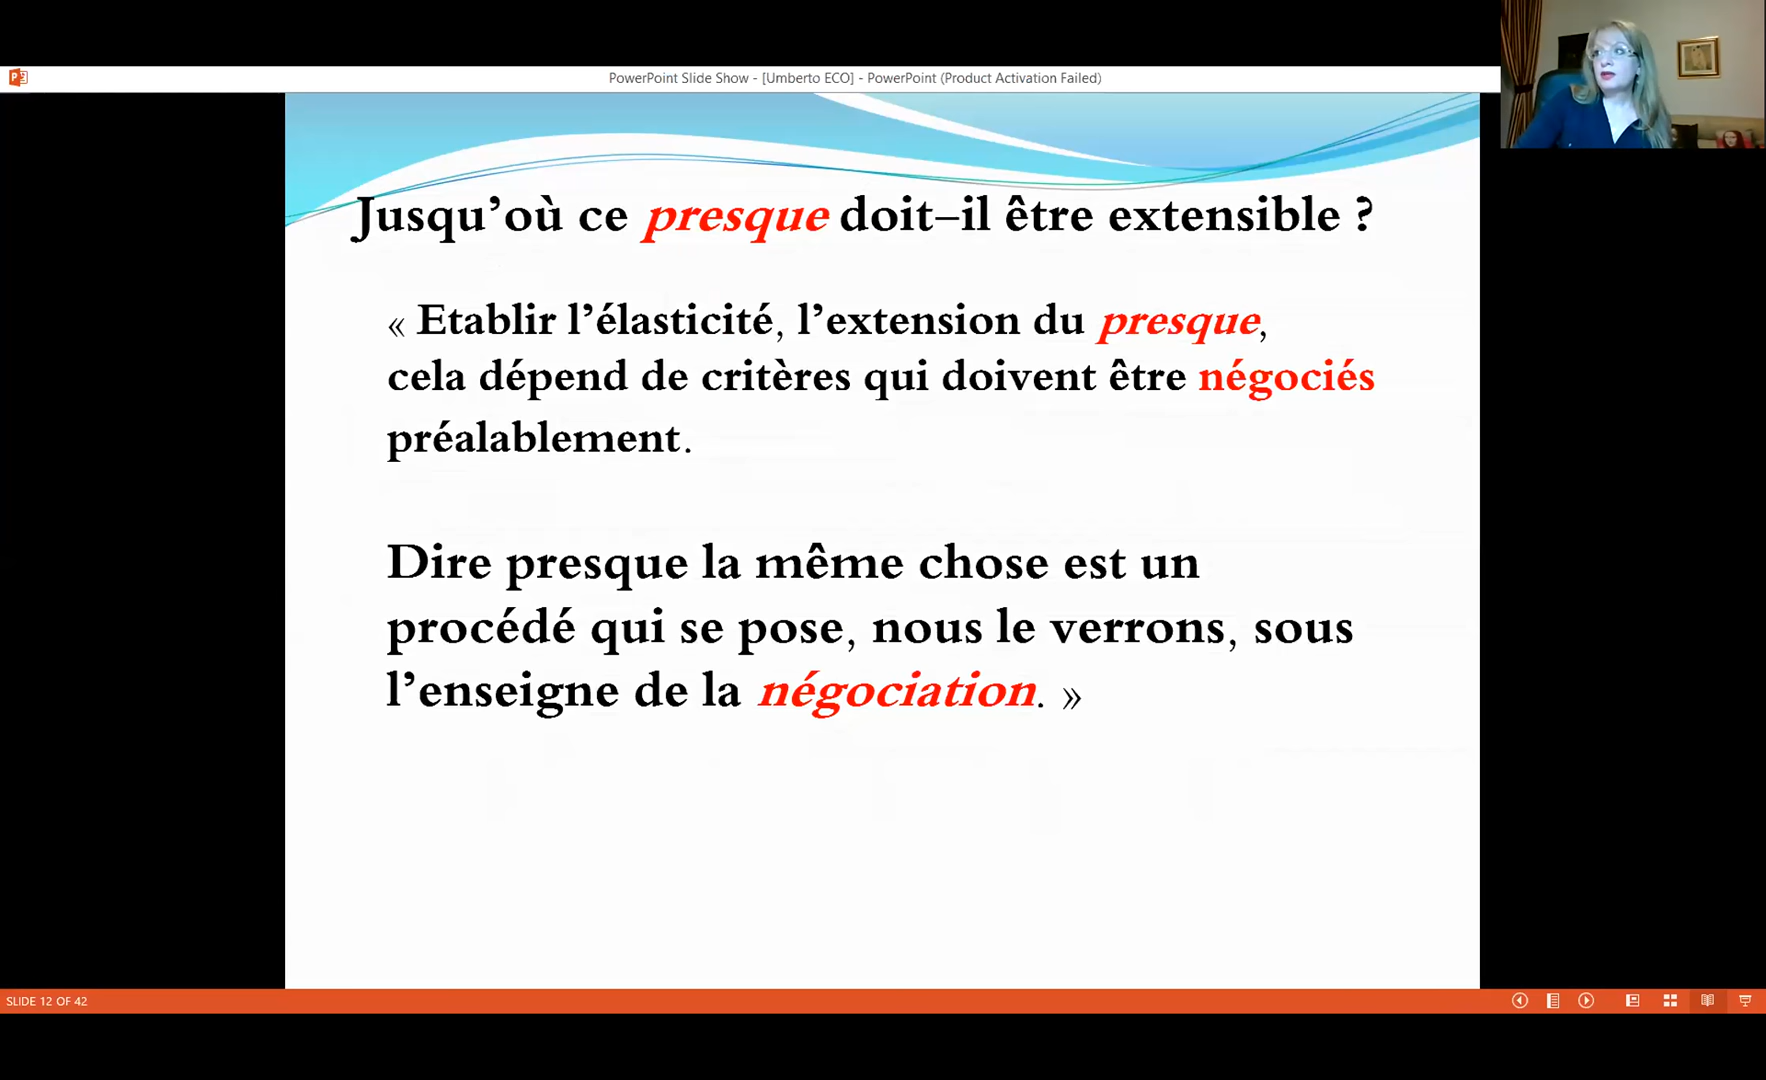 PowerPoint Slide Show - [Umberto ECO] - PowerPoint (Product Activation Failed)
Jusqu’où ce presque doit–il être extensible ?
« Etablir l’élasticité, l’extension du presque,
cela dépend de critères qui doivent être négociés
préalablement.
Dire presque la même chose est un
procédé qui se pose, nous le verrons, sous
l’enseigne de la négociation. »
SLIDE 12 OF 42